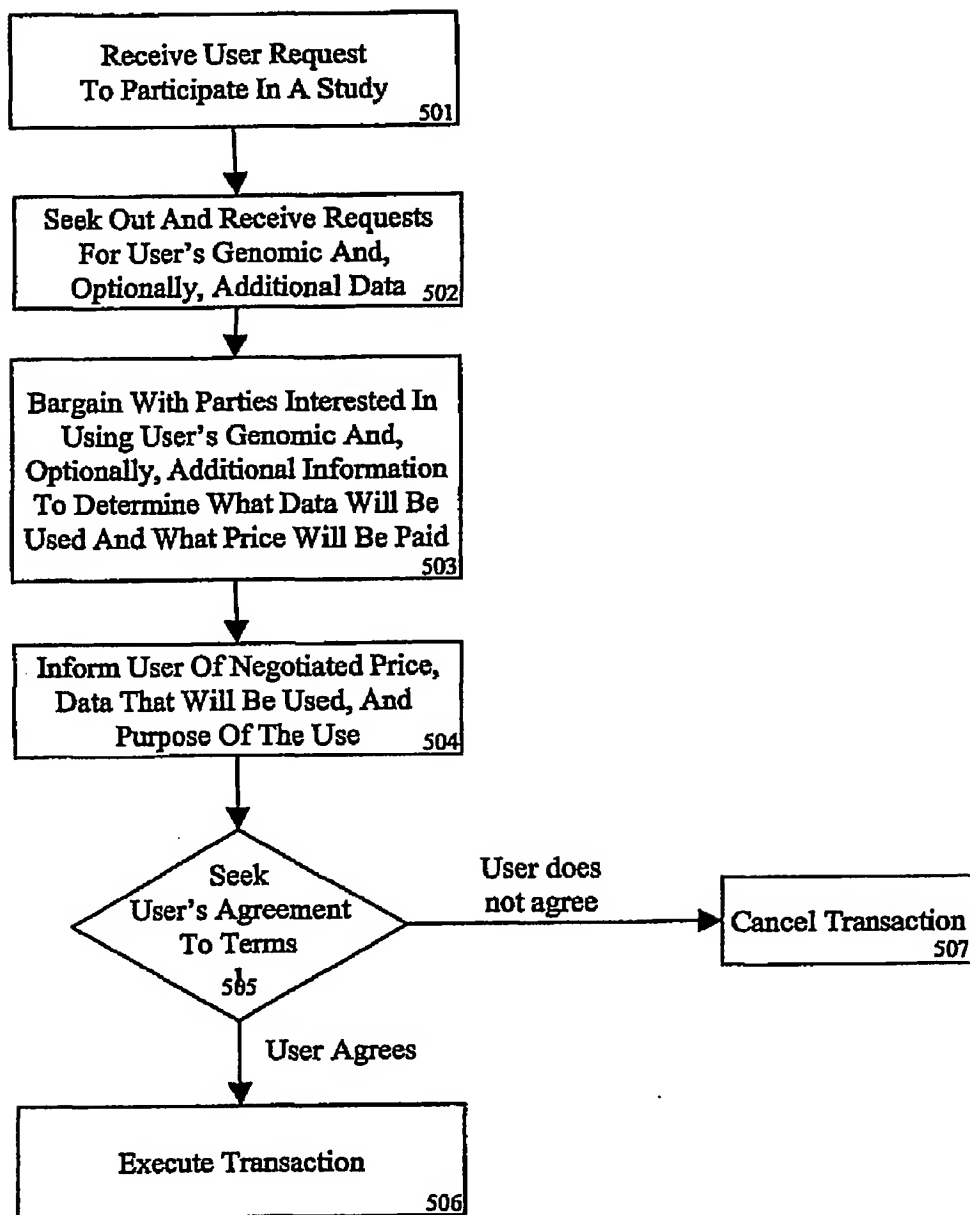 Receive User Request
To Participate In A Study
501
Seek Out And Receive Requests
For User's Genomic And,
Optionally, Additional Data 502
Bargain With Parties Interested In
Using User's Genomic And,
Optionally, Additional Information
To Determine What Data Will Be
Used And What Price Will Be Paid
503
Inform User Of Negotiated Price,
Data That Will Be Used, And
Purpose Of The Use 504
Seek
User's Agreement
To Terms
505
User does
not agree
Cancel Transaction
507
User Agrees
Execute Transaction
506